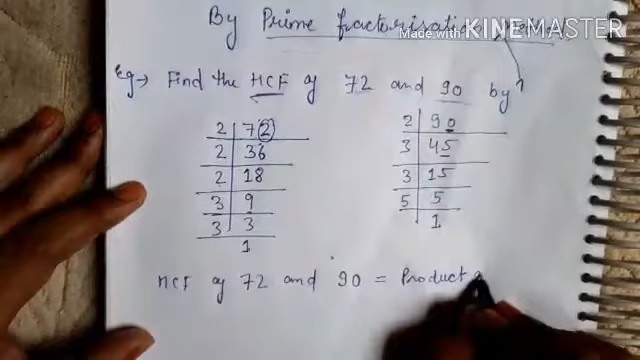 By Prime factorisation
Made with KINEMASTER
Eg→ Find the HCF of 72 and 90 by
2 | 72
2 | 36
2 | 18
3 | 9
3 | 3
1
2 | 90
3 | 45
3 | 15
5 | 5
1
HCF of 72 and 90 = Product